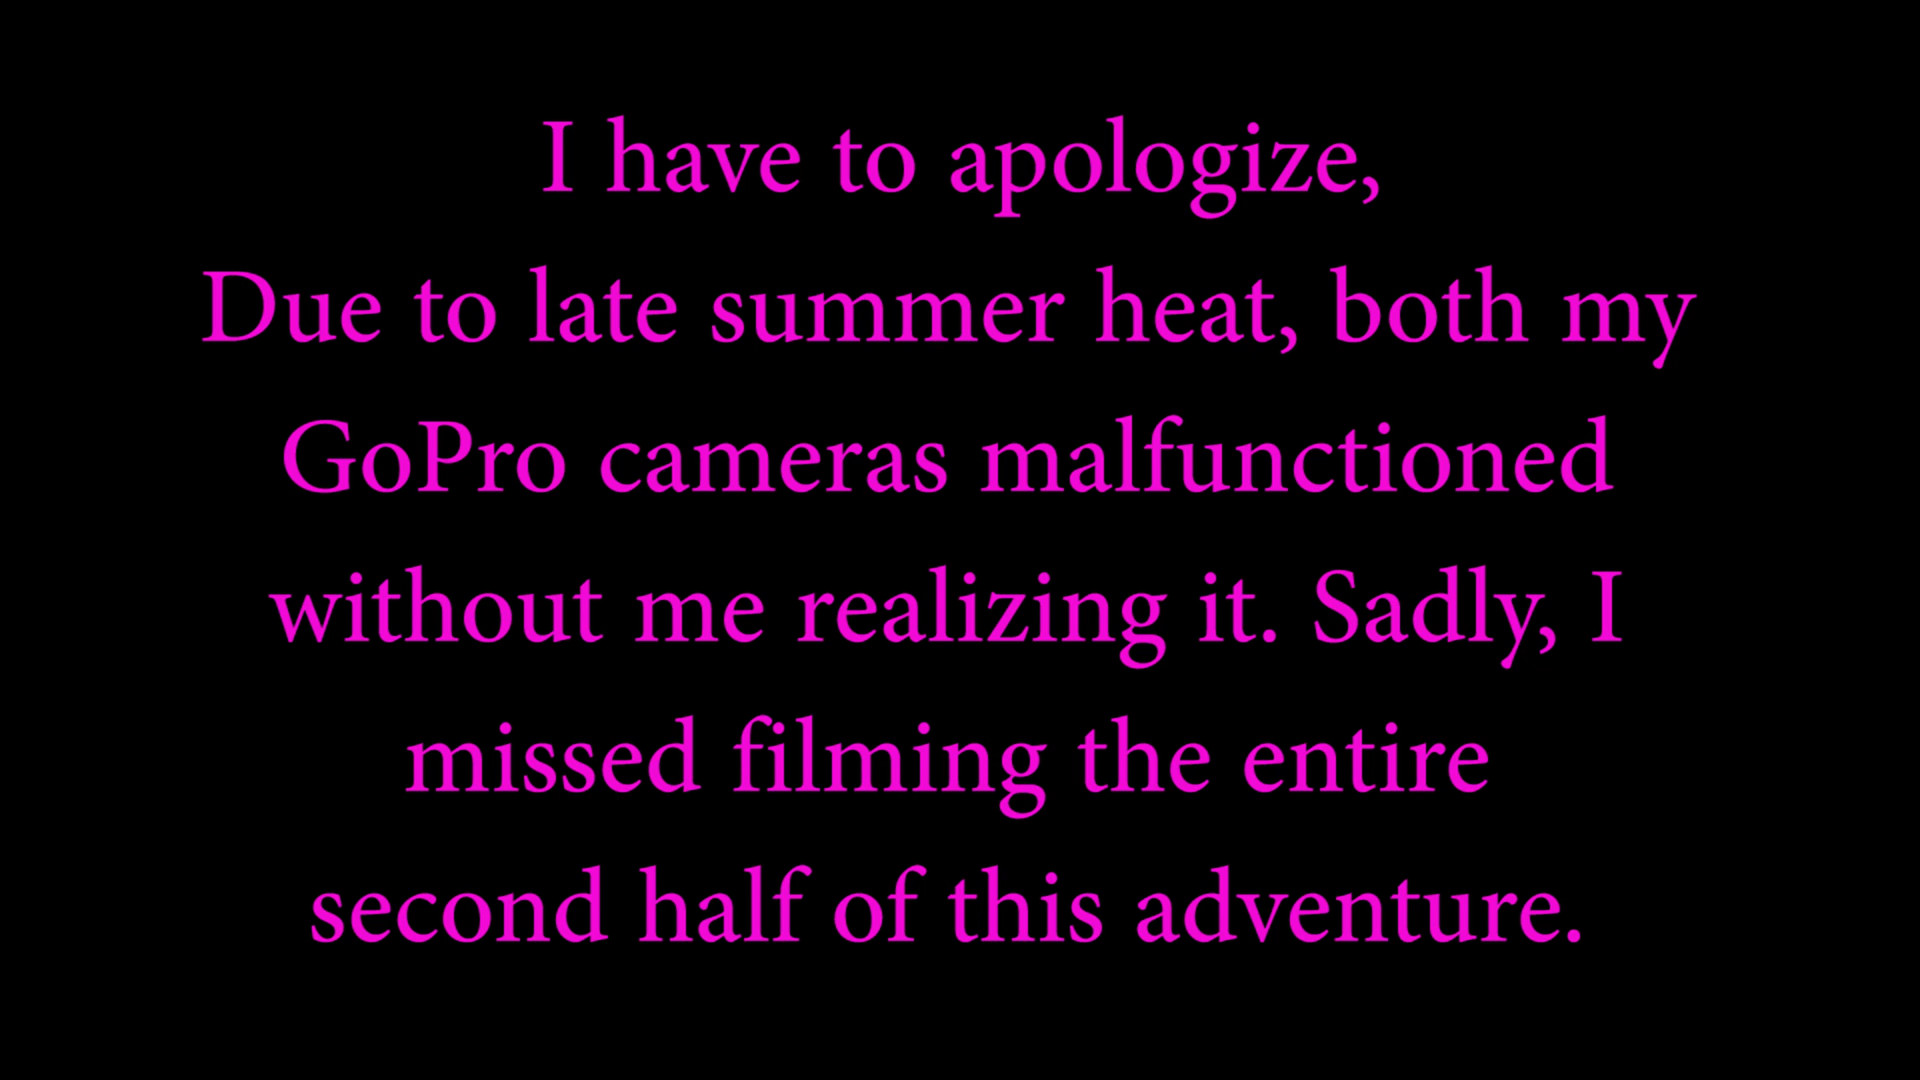 I have to apologize,
Due to late summer heat, both my
GoPro cameras malfunctioned
without me realizing it. Sadly, I
missed filming the entire
second half of this adventure.